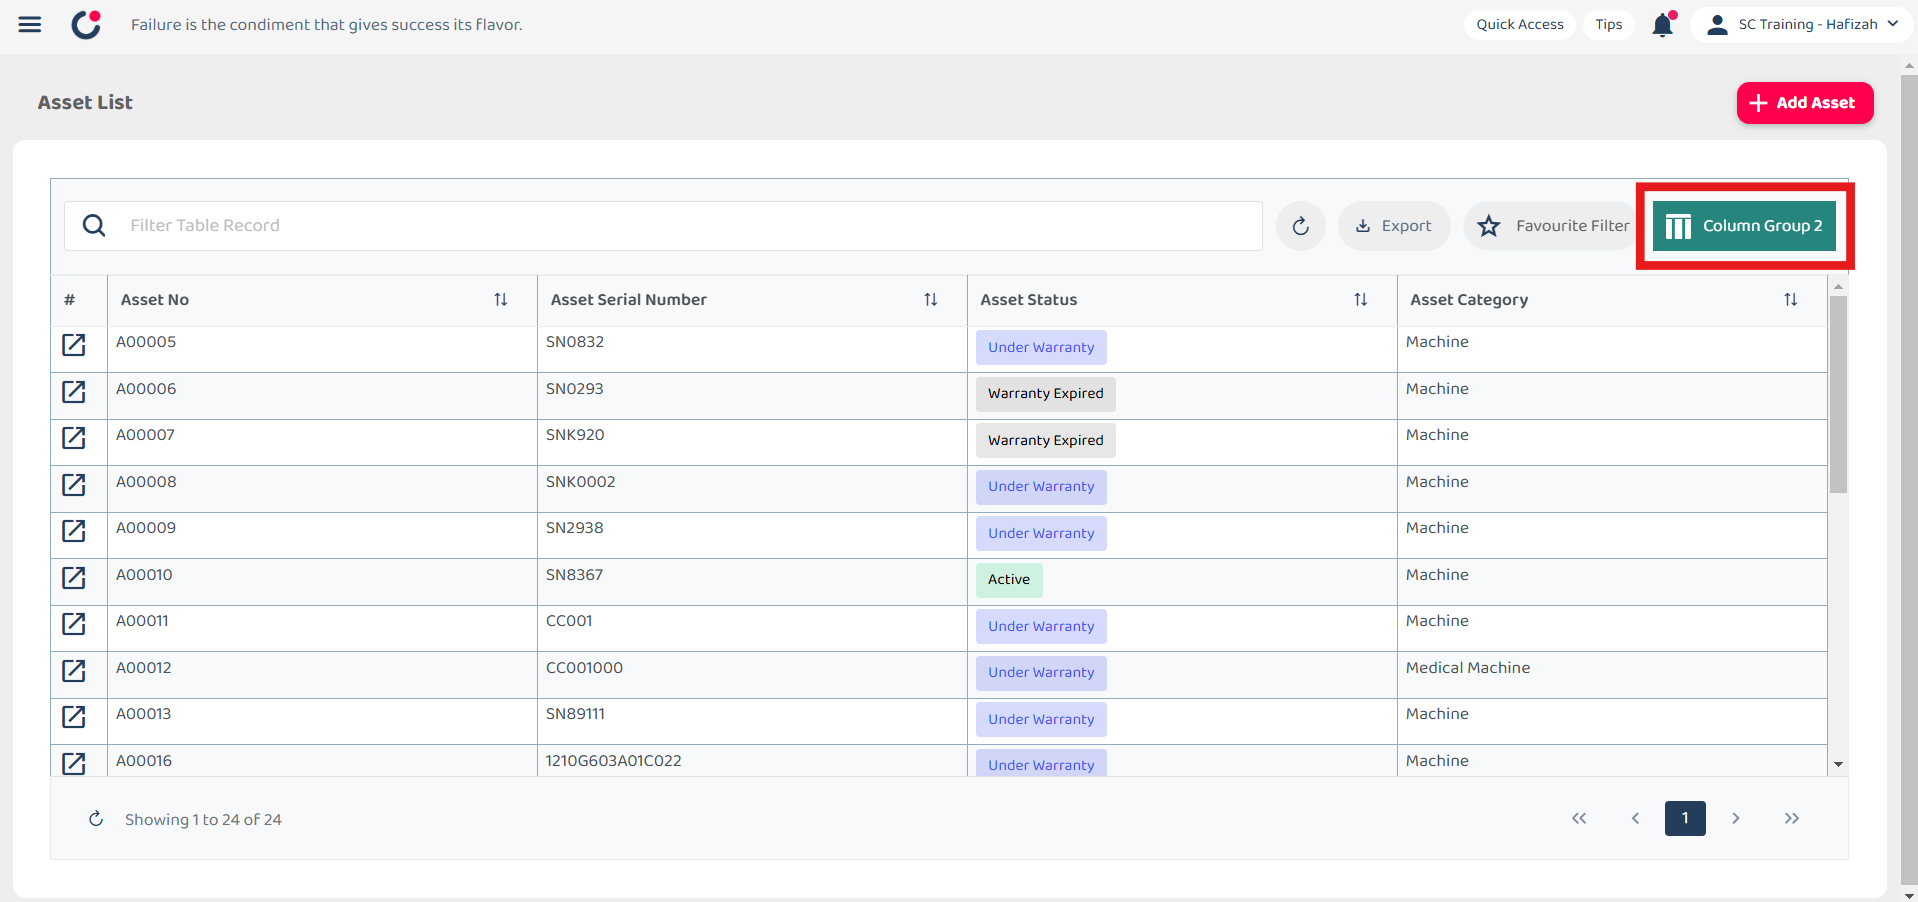 Failure is the condiment that gives success its flavor.
Quick Access
Tips
SC Training - Hafizah
Asset List
Add Asset
Filter Table Record
Export
Favourite Filter
Column Group 2
# Asset No Asset Serial Number Asset Status Asset Category
A00005 SN0832 Under Warranty Machine
A00006 SN0293 Warranty Expired Machine
A00007 SNK920 Warranty Expired Machine
A00008 SNK0002 Under Warranty Machine
A00009 SN2938 Under Warranty Machine
A00010 SN8367 Active Machine
A00011 CC001 Under Warranty Machine
A00012 CC001000 Under Warranty Medical Machine
A00013 SN89111 Under Warranty Machine
A00016 1210G603A01C022 Under Warranty Machine
Showing 1 to 24 of 24
1